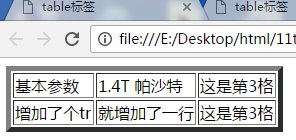 table标签
table标签
file:///E:/Desktop/html/11t
基本参数 1.4T 帕沙特 这是第3格
增加了个tr 就增加了一行 这是第3格